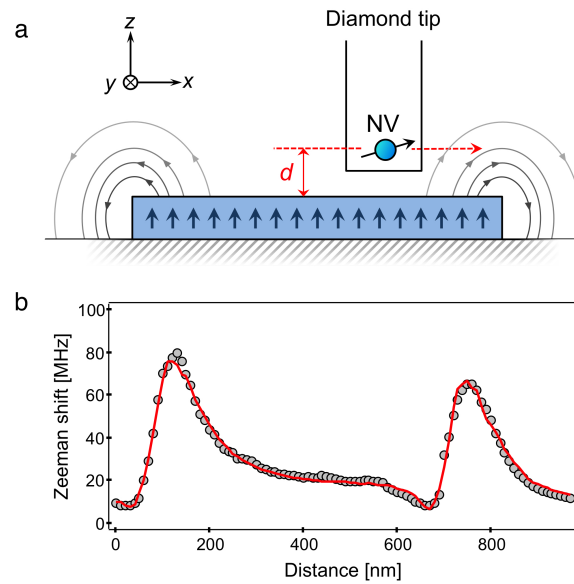 a
Diamond tip
z
y
x
NV
d
b
Zeeman shift [MHz]
100
80
60
40
20
0
0
200
400
600
800
Distance [nm]